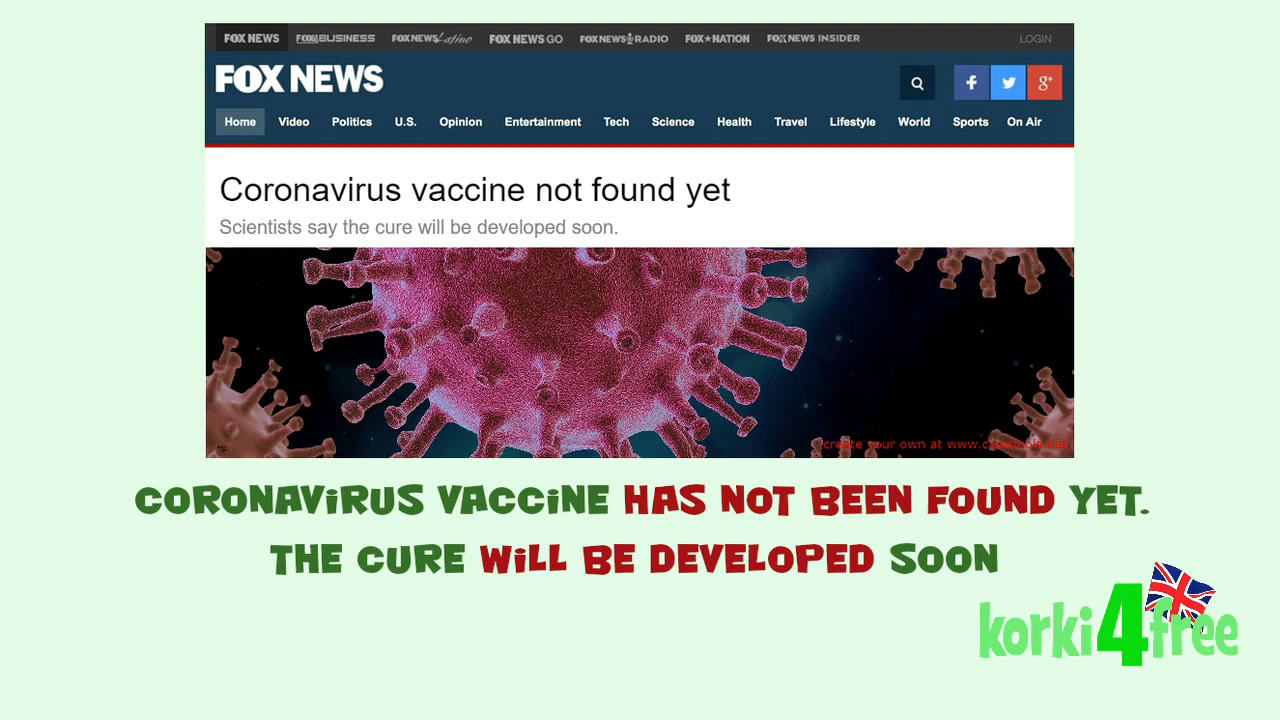 FOX NEWS FOX BUSINESS FOX NEWS Latino FOX NEWS GO FOX NEWS RADIO FOX NATION FOX NEWS INSIDER LOGIN
FOX NEWS
f g+
Home Video Politics U.S. Opinion Entertainment Tech Science Health Travel Lifestyle World Sports On Air
Coronavirus vaccine not found yet
Scientists say the cure will be developed soon.
create your own at
CORONAViRUS VACCiNE HAS NOT BEEN FOUND YET.
THE CURE WiLL BE DEVELOPED SOON
korki4free